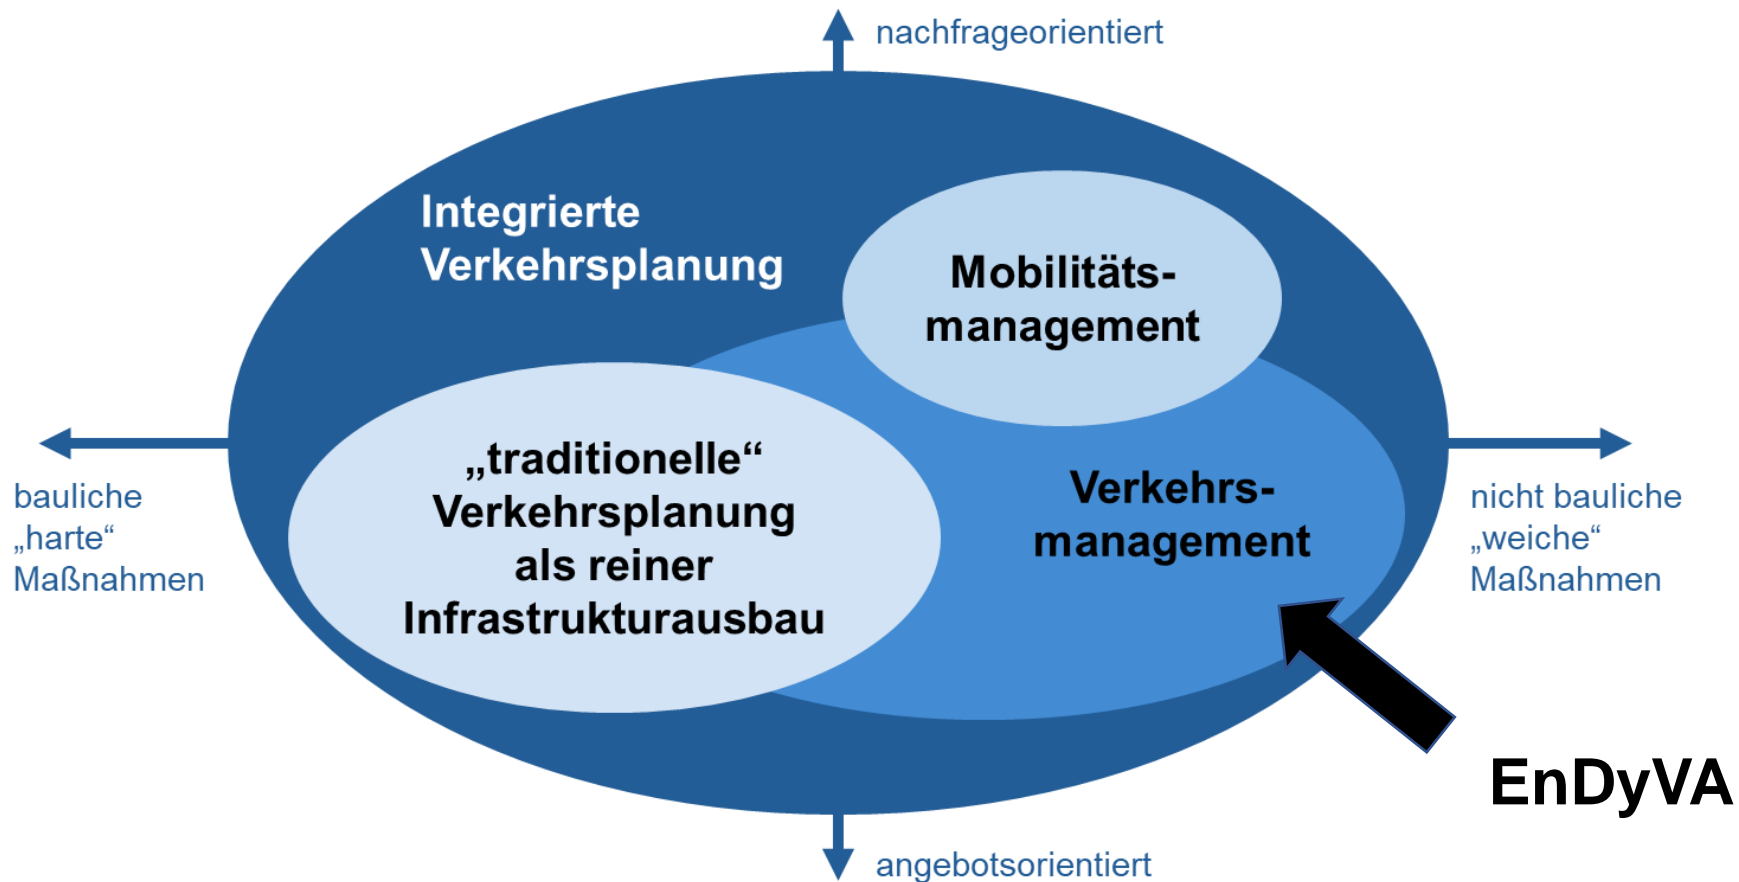 nachfrageorientiert
Integrierte
Verkehrsplanung
Mobilitäts-
management
„traditionelle“
Verkehrsplanung
als reiner
Infrastrukturausbau
Verkehrs-
management
bauliche
„harte“
Maßnahmen
nicht bauliche
„weiche“
Maßnahmen
EnDyVA
angebotsorientiert